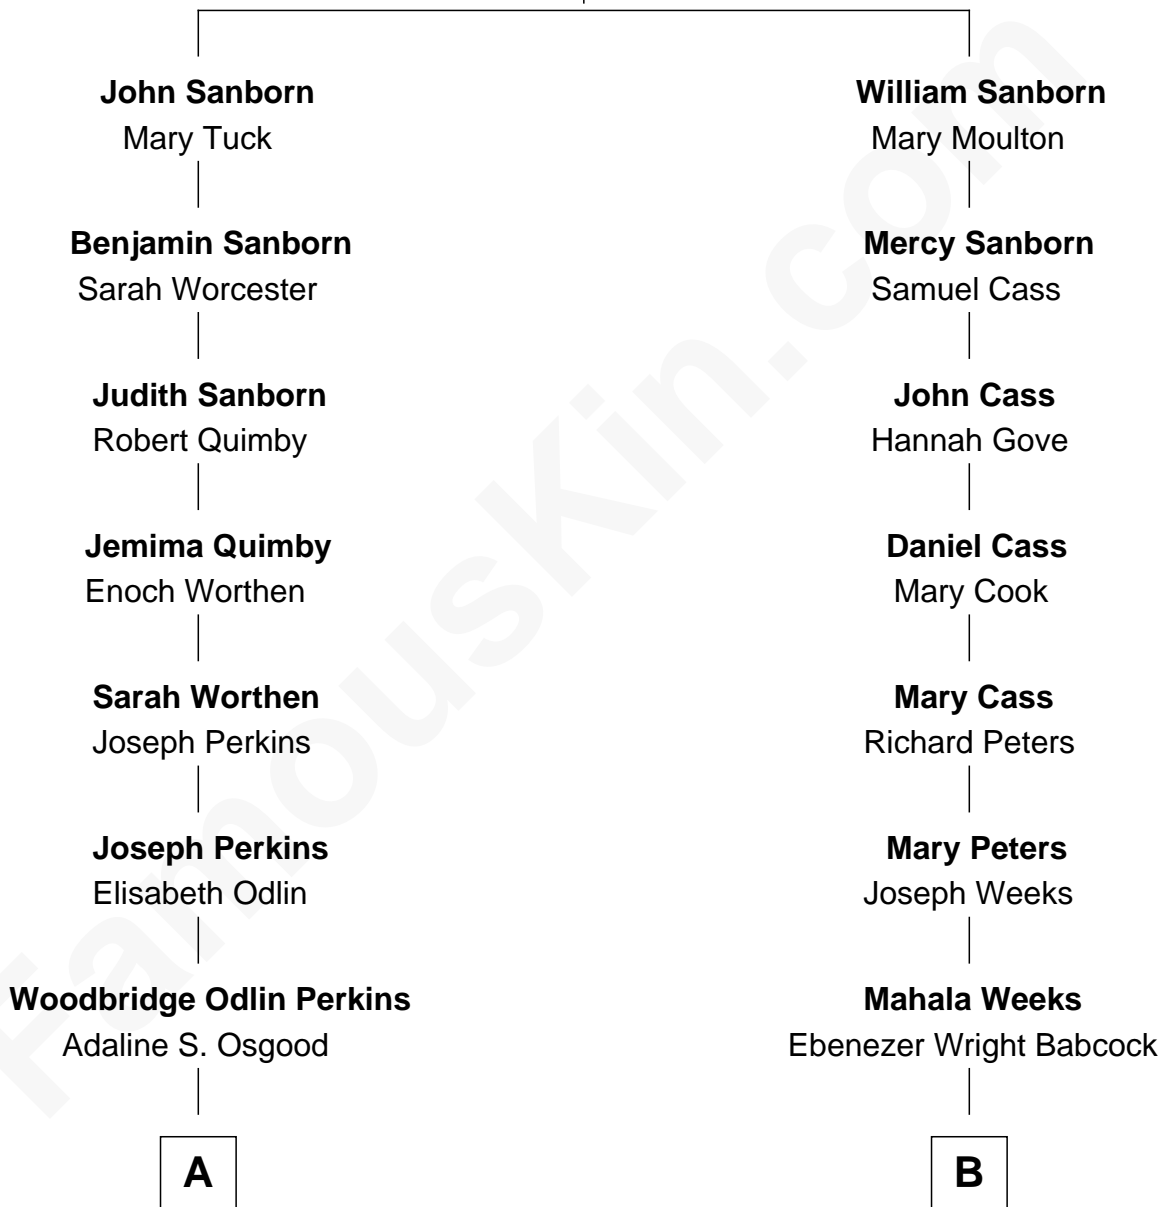 John Sanborn
Mary Tuck
Benjamin Sanborn
Sarah Worcester
Judith Sanborn
Robert Quimby
Jemima Quimby
Enoch Worthen
Sarah Worthen
Joseph Perkins
Joseph Perkins
Elisabeth Odlin
Woodbridge Odlin Perkins
Adaline S. Osgood
A
William Sanborn
Mary Moulton
Mercy Sanborn
Samuel Cass
John Cass
Hannah Gove
Daniel Cass
Mary Cook
Mary Cass
Richard Peters
Mary Peters
Joseph Weeks
Mahala Weeks
Ebenezer Wright Babcock
B
FamousKin.com